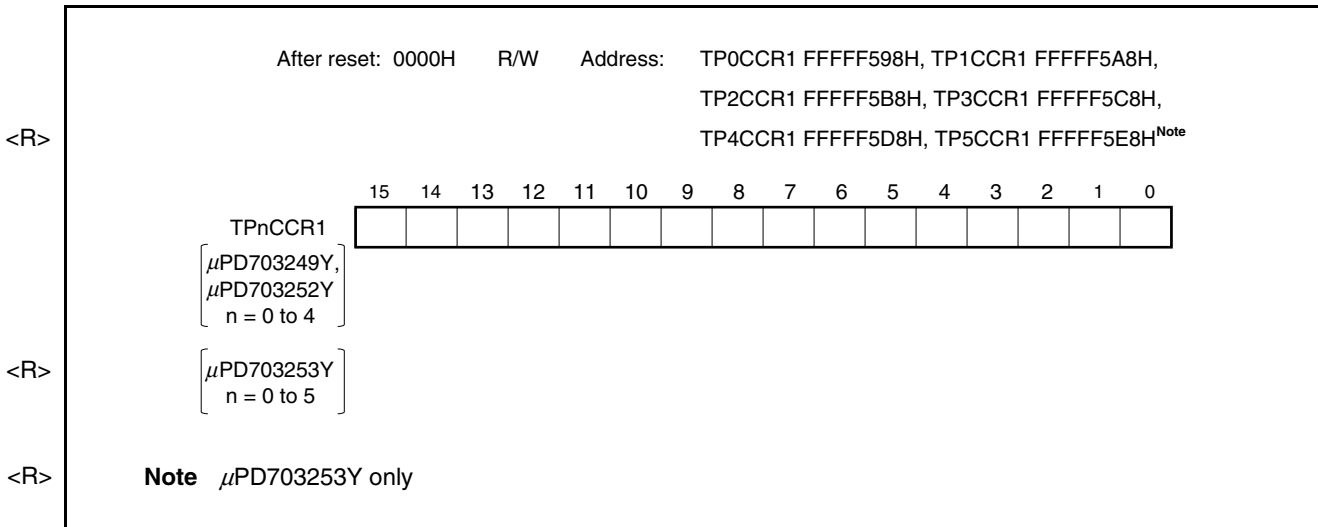 After reset: 0000H R/W Address: TP0CCR1 FFFFF598H, TP1CCR1 FFFFF5A8H,
TP2CCR1 FFFFF5B8H, TP3CCR1 FFFFF5C8H,
<R> TP4CCR1 FFFFF5D8H, TP5CCR1 FFFFF5E8HNote
15 14 13 12 11 10 9 8 7 6 5 4 3 2 1 0
TPnCCR1
μPD703249Y,
μPD703252Y
n = 0 to 4
<R> μPD703253Y
n = 0 to 5
<R> Note μPD703253Y only